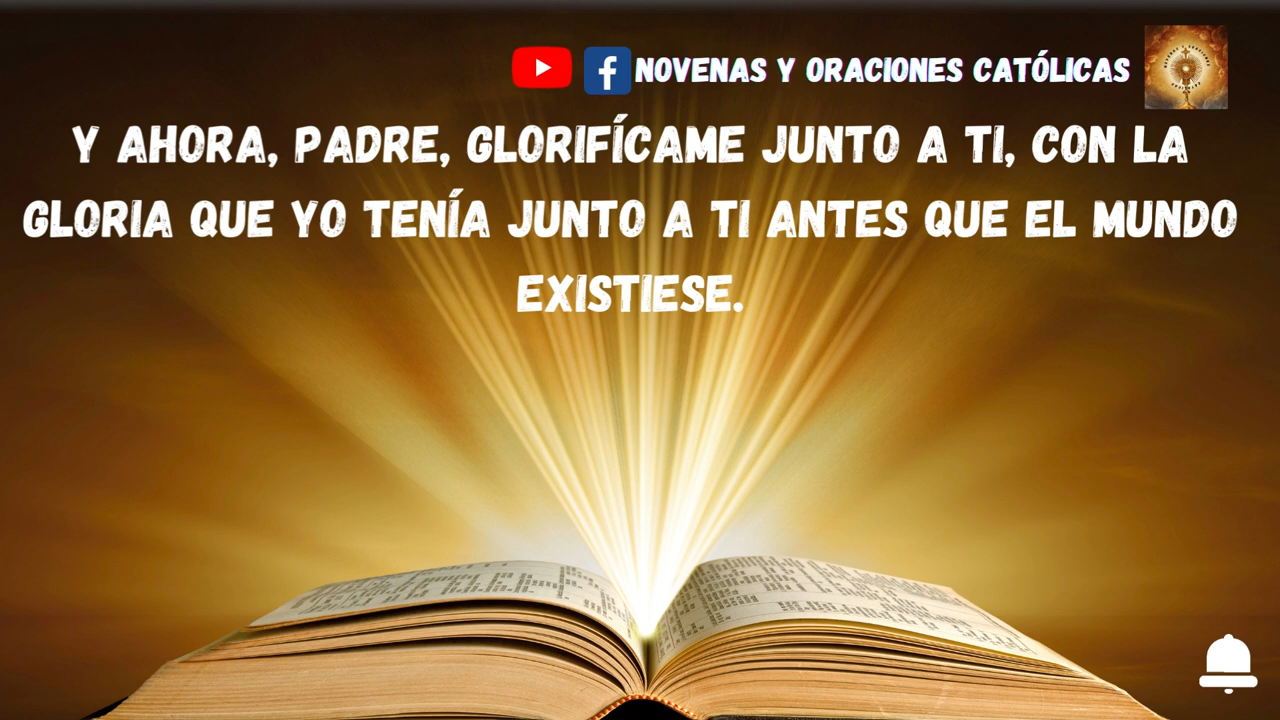 NOVENAS Y ORACIONES CATÓLICAS
Y AHORA, PADRE, GLORIFÍCAME JUNTO A TI, CON LA
GLORIA QUE YO TENÍA JUNTO A TI ANTES QUE EL MUNDO
EXISTIESE.